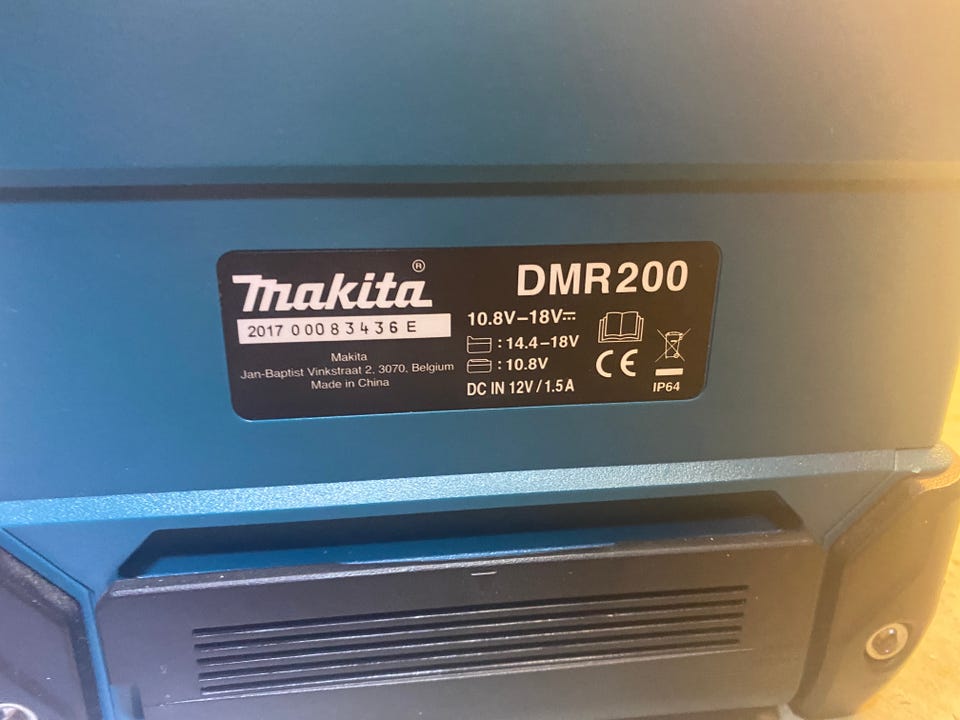 Makita®
2017 00083436 E
Makita
Jan-Baptist Vinkstraat 2, 3070, Belgium
Made in China
DMR200
10.8V–18V⎓
: 14.4–18V
: 10.8V
DC IN 12V / 1.5A
CE
IP64